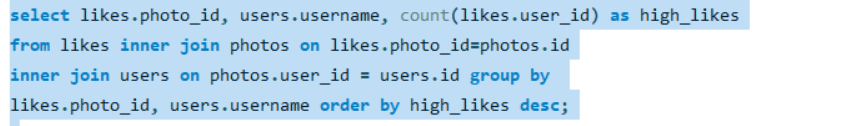 select likes.photo_id, users.username, count(likes.user_id) as high_likes
from likes inner join photos on likes.photo_id=photos.id
inner join users on photos.user_id = users.id group by
likes.photo_id, users.username order by high_likes desc;